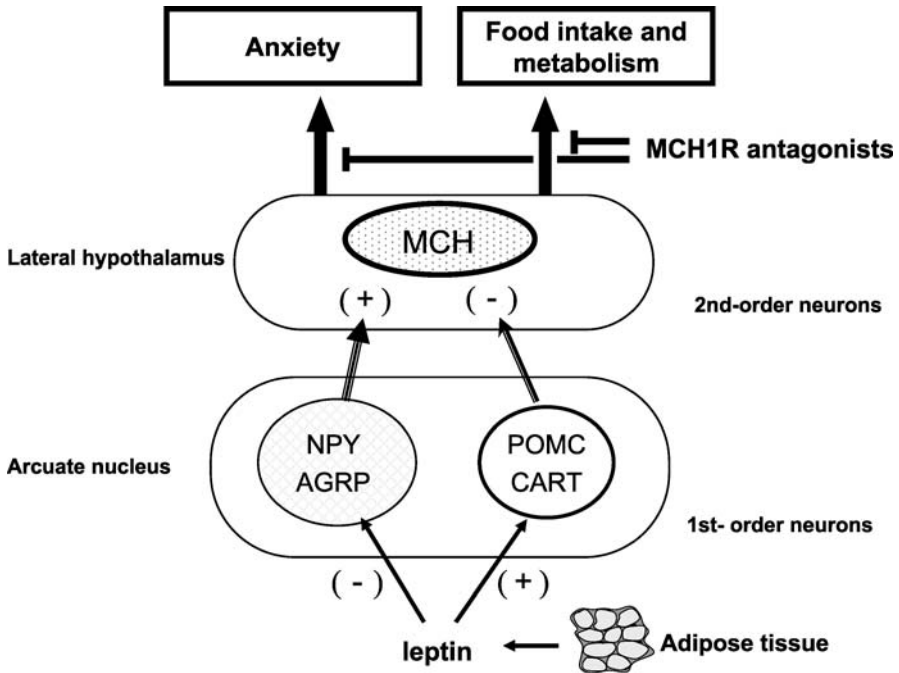 Anxiety
Food intake and
metabolism
MCH1R antagonists
MCH
Lateral hypothalamus
(+)
(-)
2nd-order neurons
NPY
AGRP
POMC
CART
Arcuate nucleus
1st- order neurons
(-)
(+)
leptin
Adipose tissue